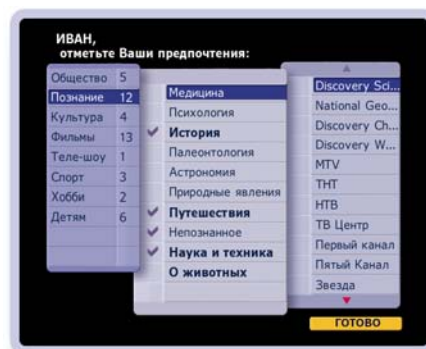 ИВАН,
отметьте Ваши предпочтения:
Общество 5
Познание 12
Культура 4
Фильмы 13
Теле-шоу 1
Спорт 3
Хобби 2
Детям 6
Медицина
Психология
История
Палеонтология
Астрономия
Природные явления
Путешествия
Непознанное
Наука и техника
О животных
Discovery Sci...
National Geo...
Discovery Ch...
Discovery W...
MTV
ТНТ
НТВ
ТВ Центр
Первый канал
Пятый Канал
Звезда
ГОТОВО